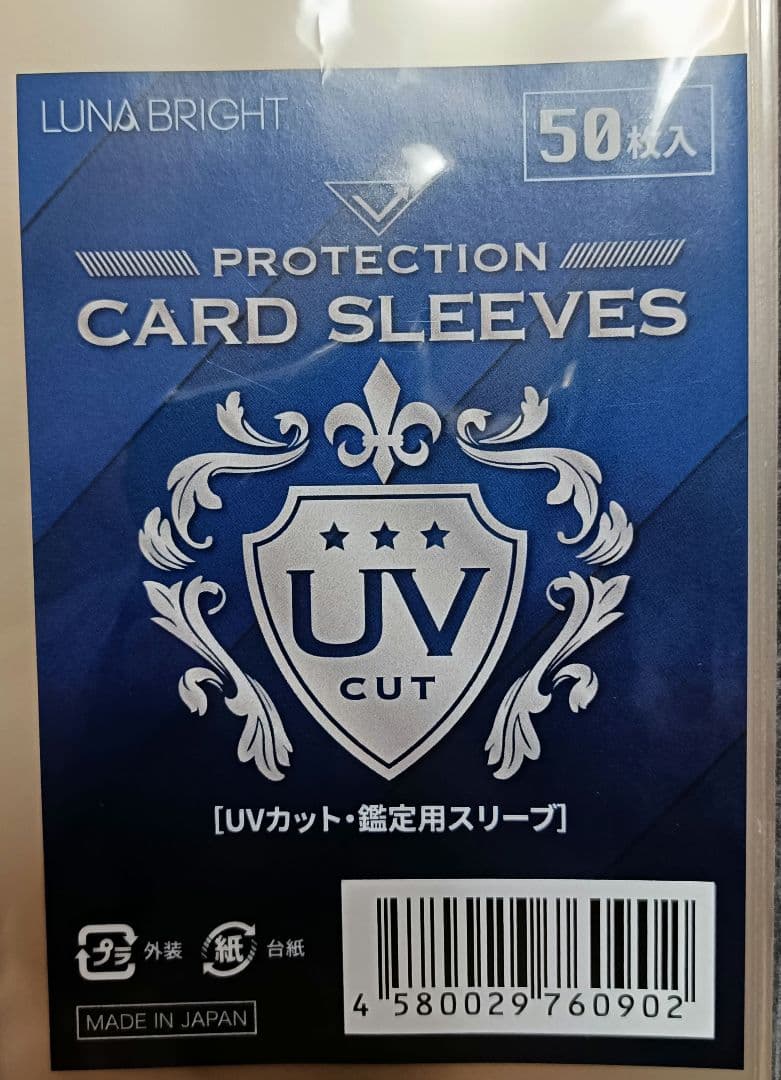 LUNA BRIGHT
50枚入
PROTECTION
CARD SLEEVES
UV
CUT
[UVカット・鑑定用スリーブ]
プラ 外装 紙 台紙
MADE IN JAPAN
4 580029 760902